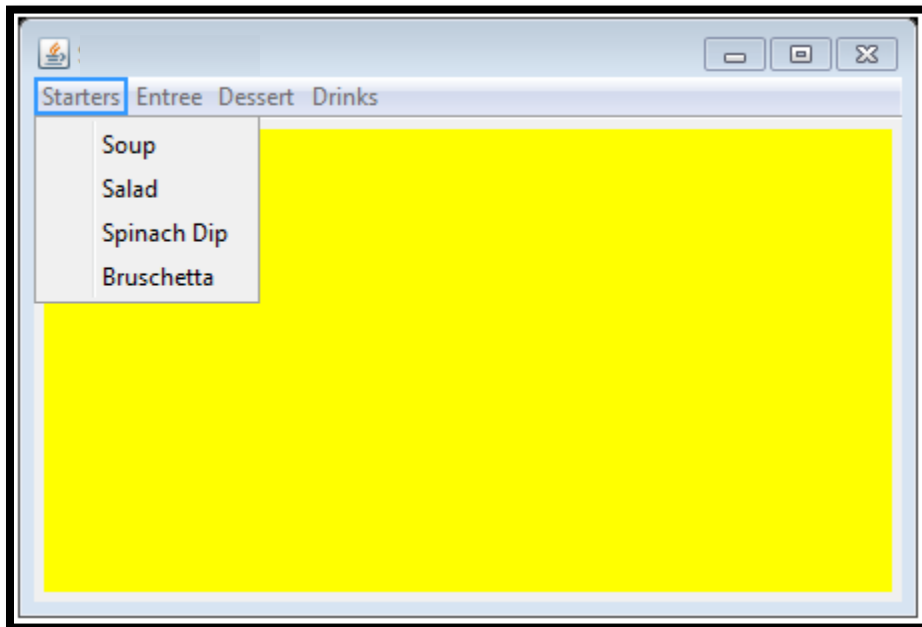 Starters Entree Dessert Drinks
Soup
Salad
Spinach Dip
Bruschetta